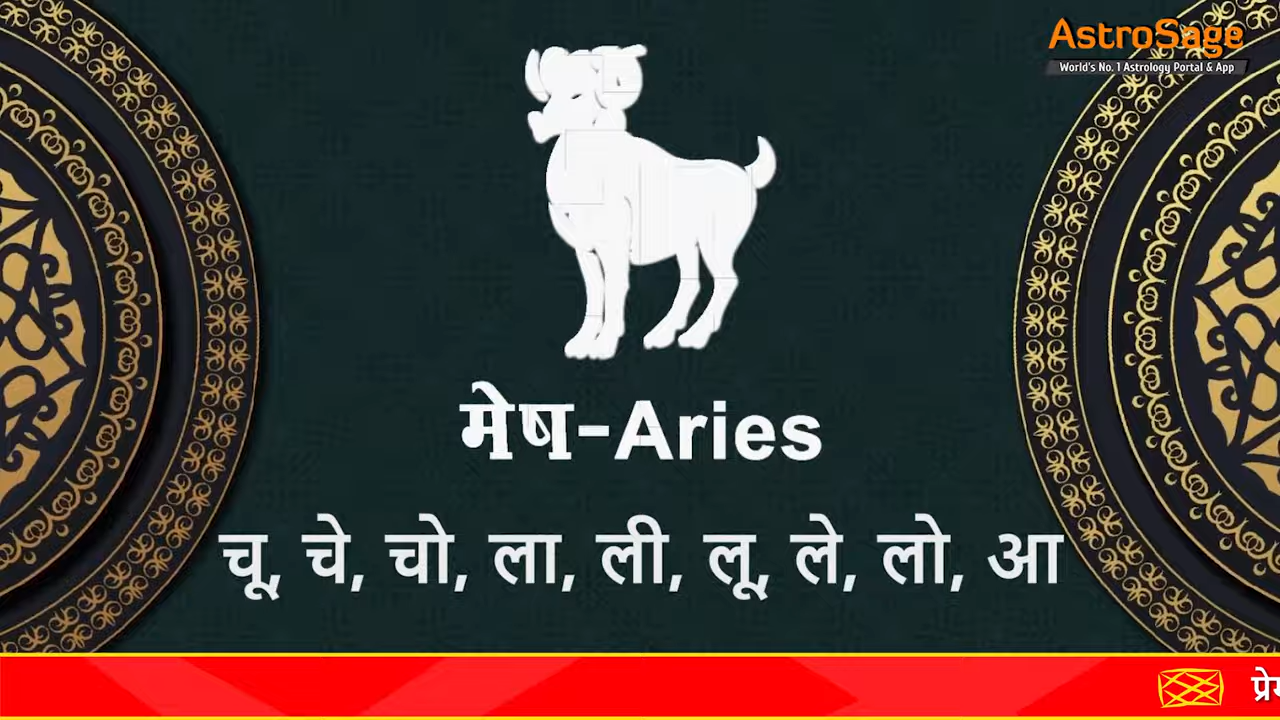 AstroSage
World's No. 1 Astrology Portal & App
मेष-Aries
चू, चे, चो, ला, ली, लू, ले, लो, आ